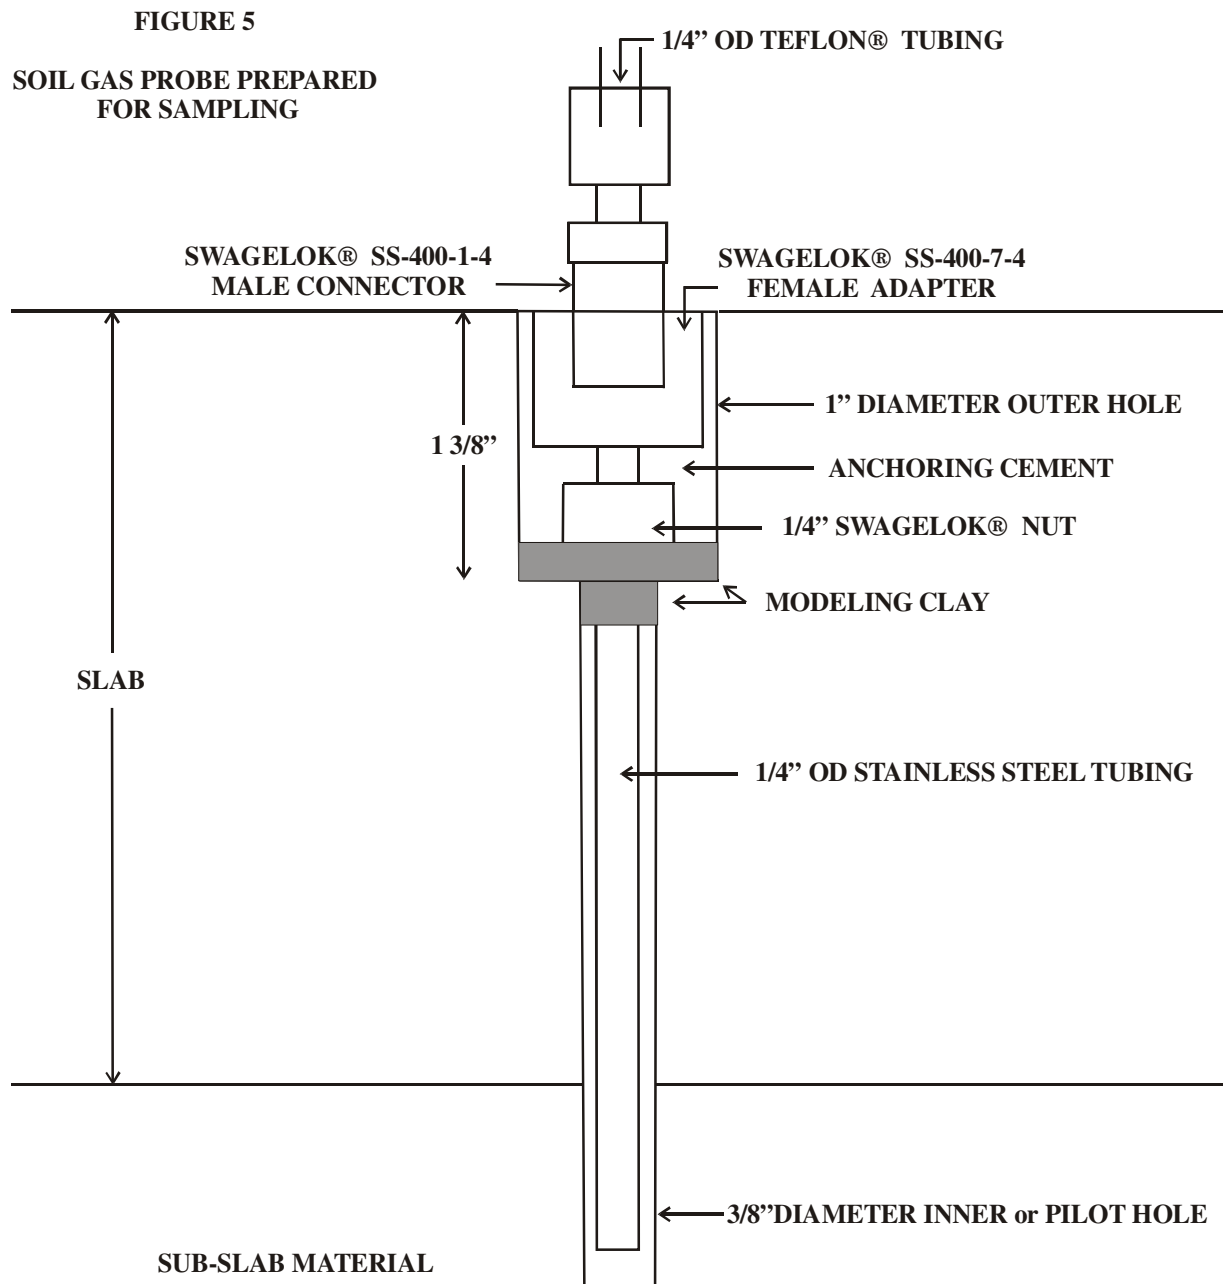 FIGURE 5
SOIL GAS PROBE PREPARED
FOR SAMPLING
1/4” OD TEFLON® TUBING
SWAGELOK® SS-400-1-4
MALE CONNECTOR
SWAGELOK® SS-400-7-4
FEMALE ADAPTER
1” DIAMETER OUTER HOLE
1 3/8”
ANCHORING CEMENT
1/4” SWAGELOK® NUT
MODELING CLAY
SLAB
1/4” OD STAINLESS STEEL TUBING
3/8”DIAMETER INNER or PILOT HOLE
SUB-SLAB MATERIAL